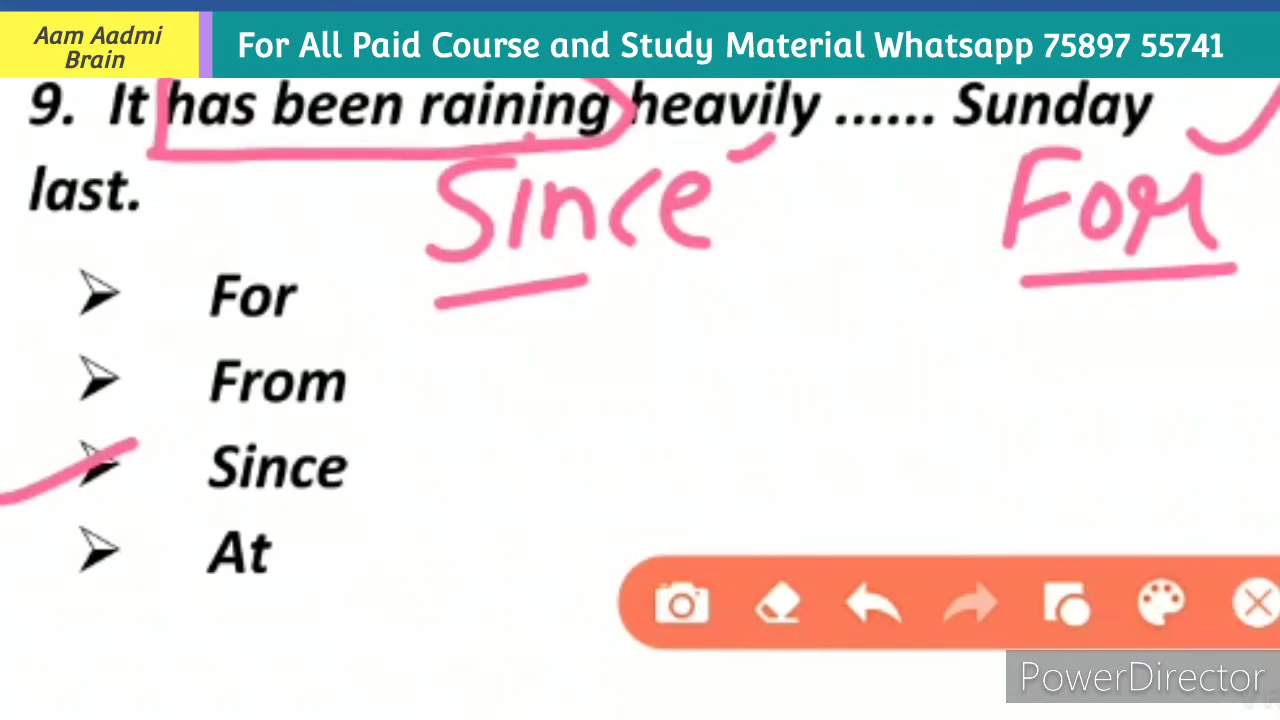 Aam Aadmi
Brain
For All Paid Course and Study Material Whatsapp 75897 55741
9. It has been raining heavily ...... Sunday
last.
Since
For
➢ For
➢ From
➢ Since
➢ At
PowerDirector